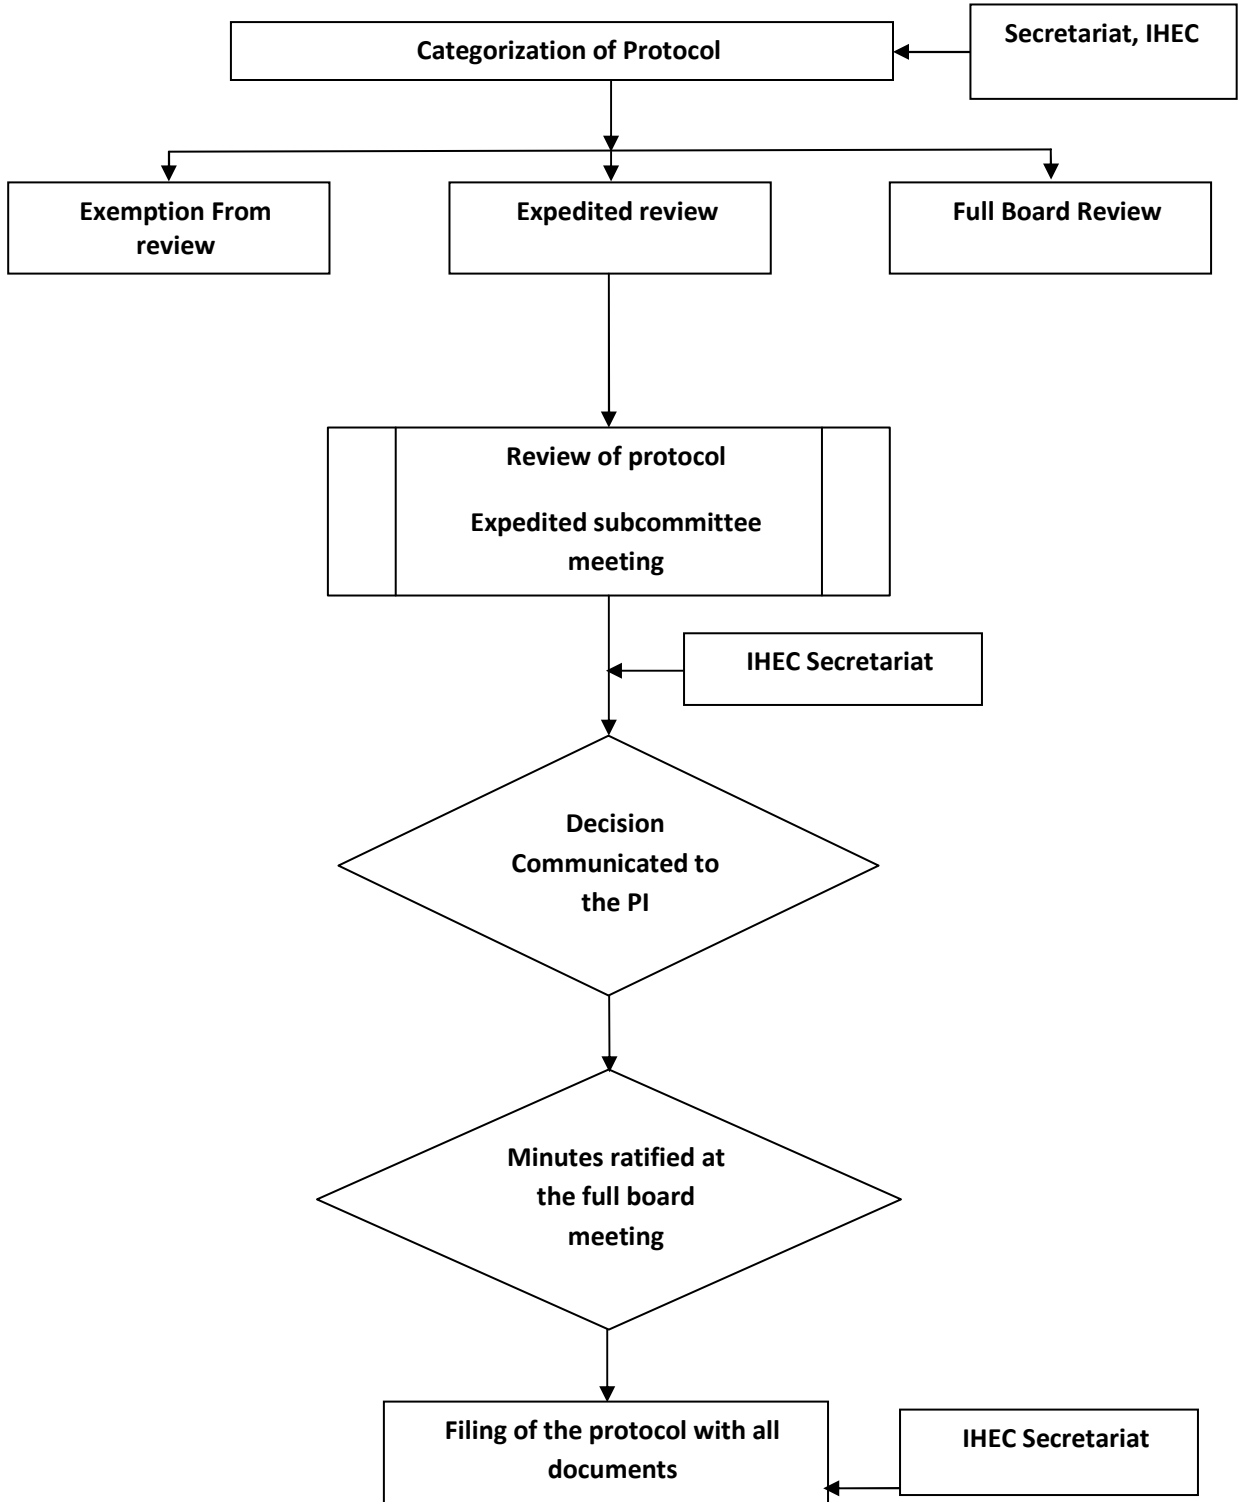 Categorization of Protocol
Secretariat, IHEC
Exemption From
review
Expedited review
Full Board Review
Review of protocol
Expedited subcommittee
meeting
IHEC Secretariat
Decision
Communicated to
the PI
Minutes ratified at
the full board
meeting
Filing of the protocol with all
documents
IHEC Secretariat